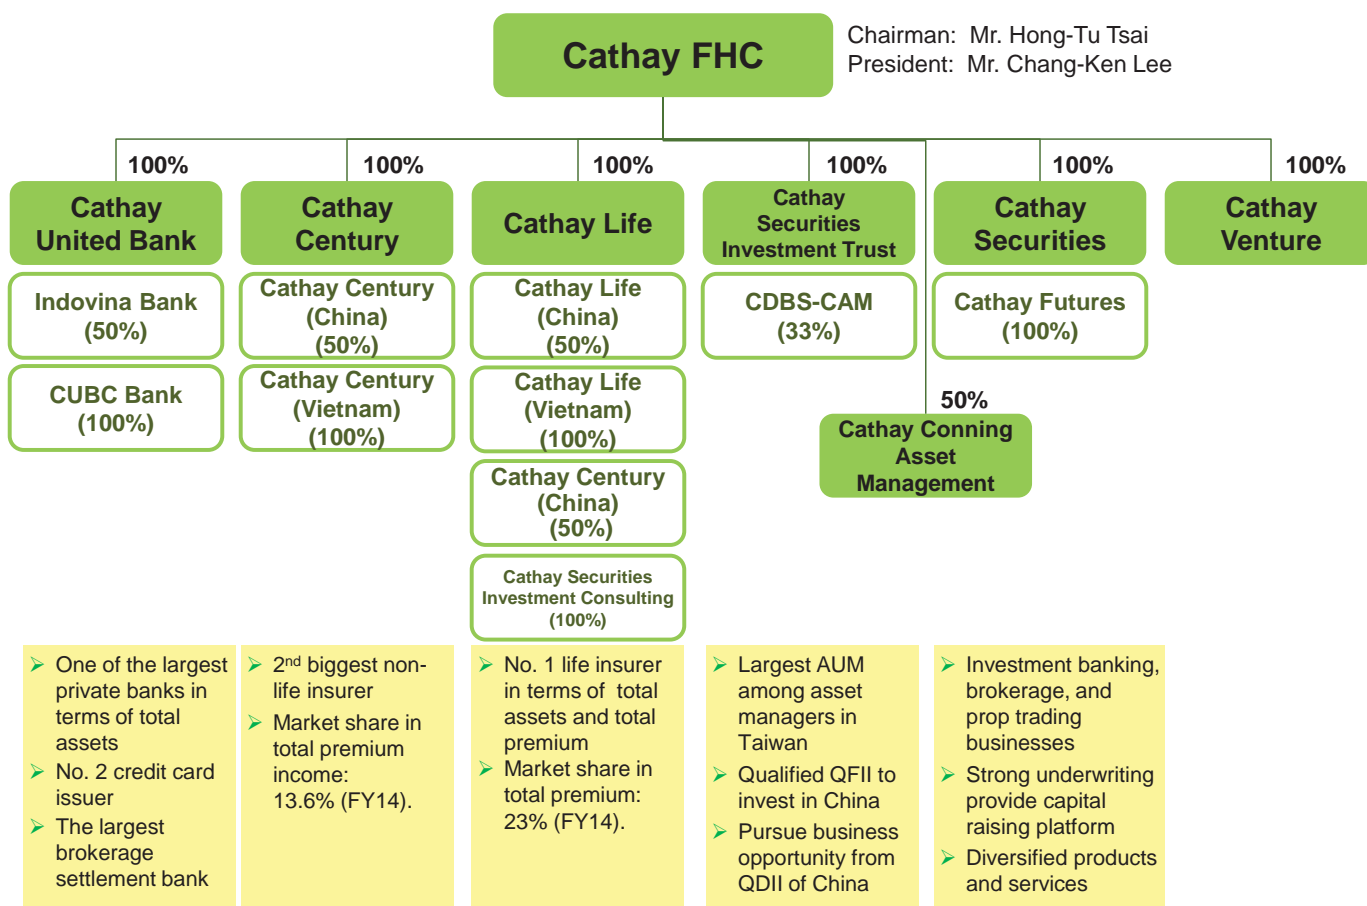 Cathay FHC
Chairman: Mr. Hong-Tu Tsai
President: Mr. Chang-Ken Lee
100%
100%
100%
100%
100%
100%
Cathay
United Bank
Cathay
Century
Cathay Life
Cathay
Securities
Investment Trust
Cathay
Securities
Cathay
Venture
Indovina Bank
(50%)
CUBC Bank
(100%)
Cathay Century
(China)
(50%)
Cathay Century
(Vietnam)
(100%)
Cathay Life
(China)
(50%)
Cathay Life
(Vietnam)
(100%)
Cathay Century
(China)
(50%)
Cathay Securities
Investment Consulting
(100%)
CDBS-CAM
(33%)
Cathay Futures
(100%)
50%
Cathay Conning
Asset
Management
➢ One of the largest
private banks in
terms of total
assets
➢ No. 2 credit card
issuer
➢ The largest
brokerage
settlement bank
➢ 2nd biggest non-
life insurer
➢ Market share in
total premium
income:
13.6% (FY14).
➢ No. 1 life insurer
in terms of total
assets and total
premium
➢ Market share in
total premium:
23% (FY14).
➢ Largest AUM
among asset
managers in
Taiwan
➢ Qualified QFII to
invest in China
➢ Pursue business
opportunity from
QDII of China
➢ Investment banking,
brokerage, and
prop trading
businesses
➢ Strong underwriting
provide capital
raising platform
➢ Diversified products
and services